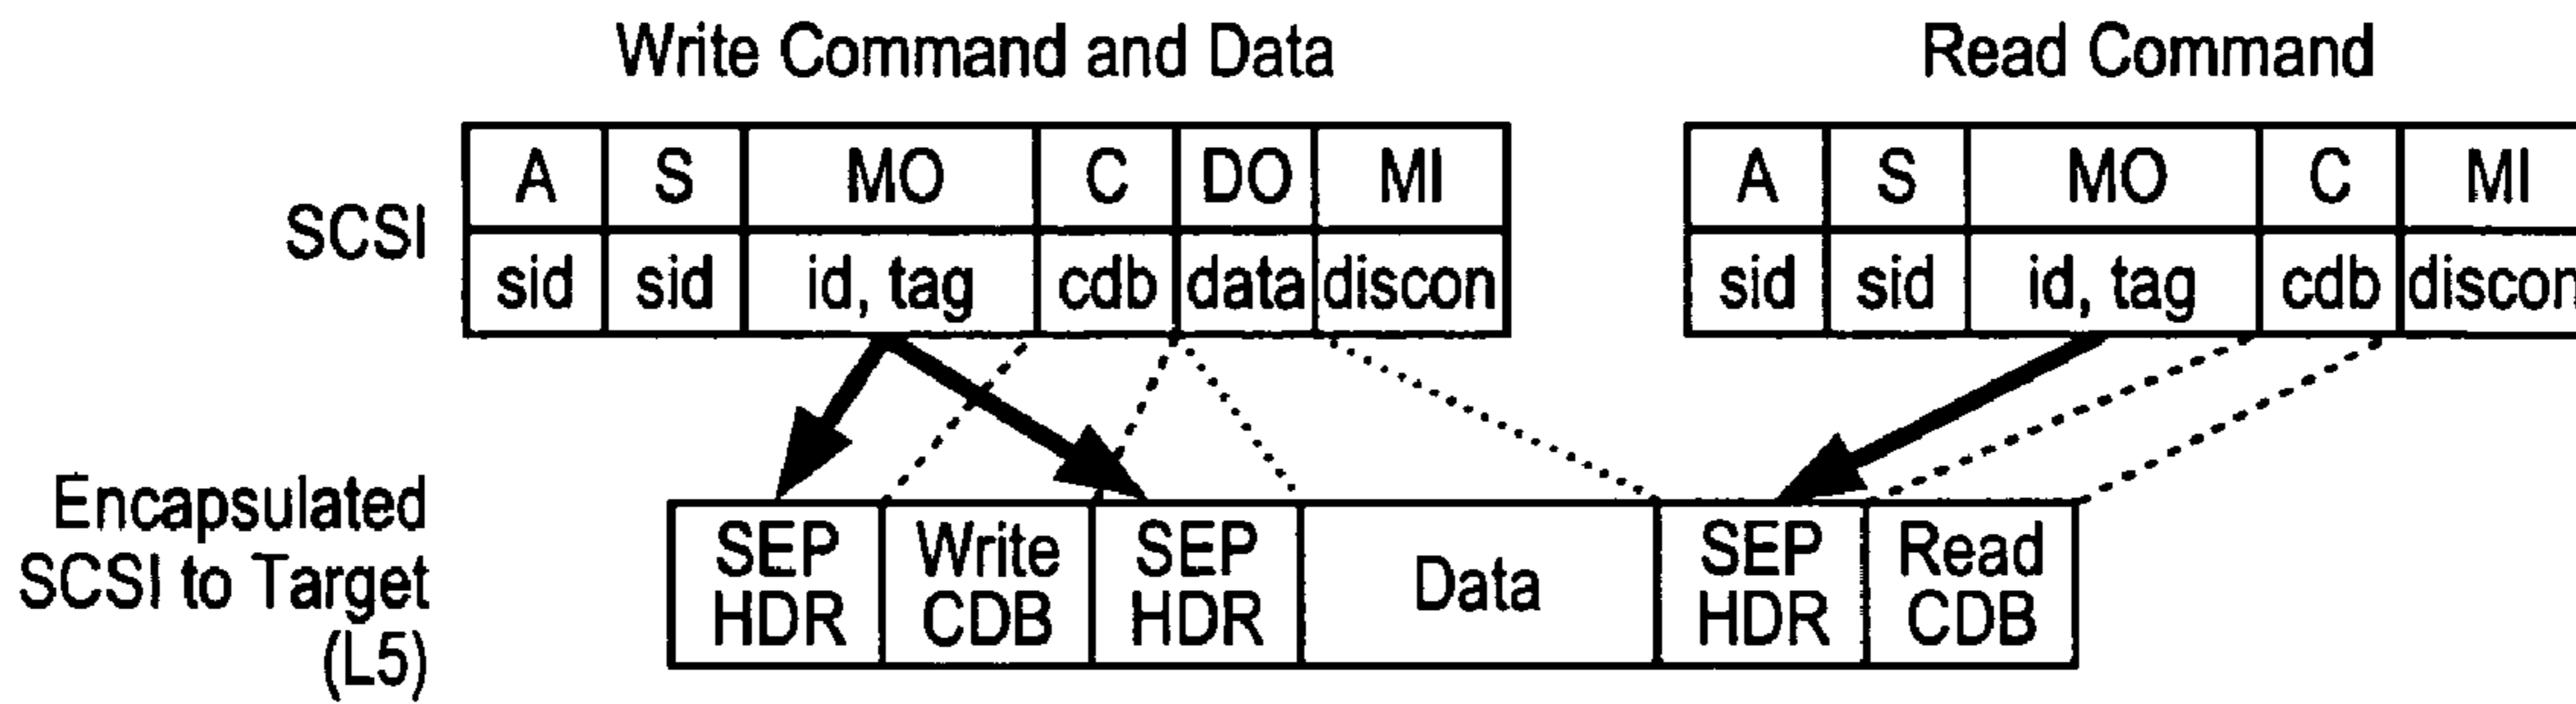 Write Command and Data
Read Command
SCSI
A S MO C DO MI
sid sid id, tag cdb data discon
A S MO C MI
sid sid id, tag cdb discon
Encapsulated
SCSI to Target
(L5)
SEP
HDR
Write
CDB
SEP
HDR
Data
SEP
HDR
Read
CDB